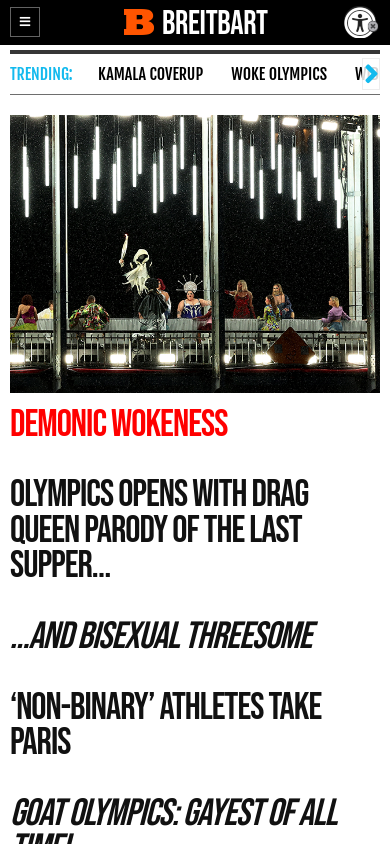 B BREITBART
TRENDING: KAMALA COVERUP WOKE OLYMPICS
DEMONIC WOKENESS
OLYMPICS OPENS WITH DRAG
QUEEN PARODY OF THE LAST
SUPPER…
…AND BISEXUAL THREESOME
‘NON-BINARY’ ATHLETES TAKE
PARIS
GOAT OLYMPICS: GAYEST OF ALL
TIME!